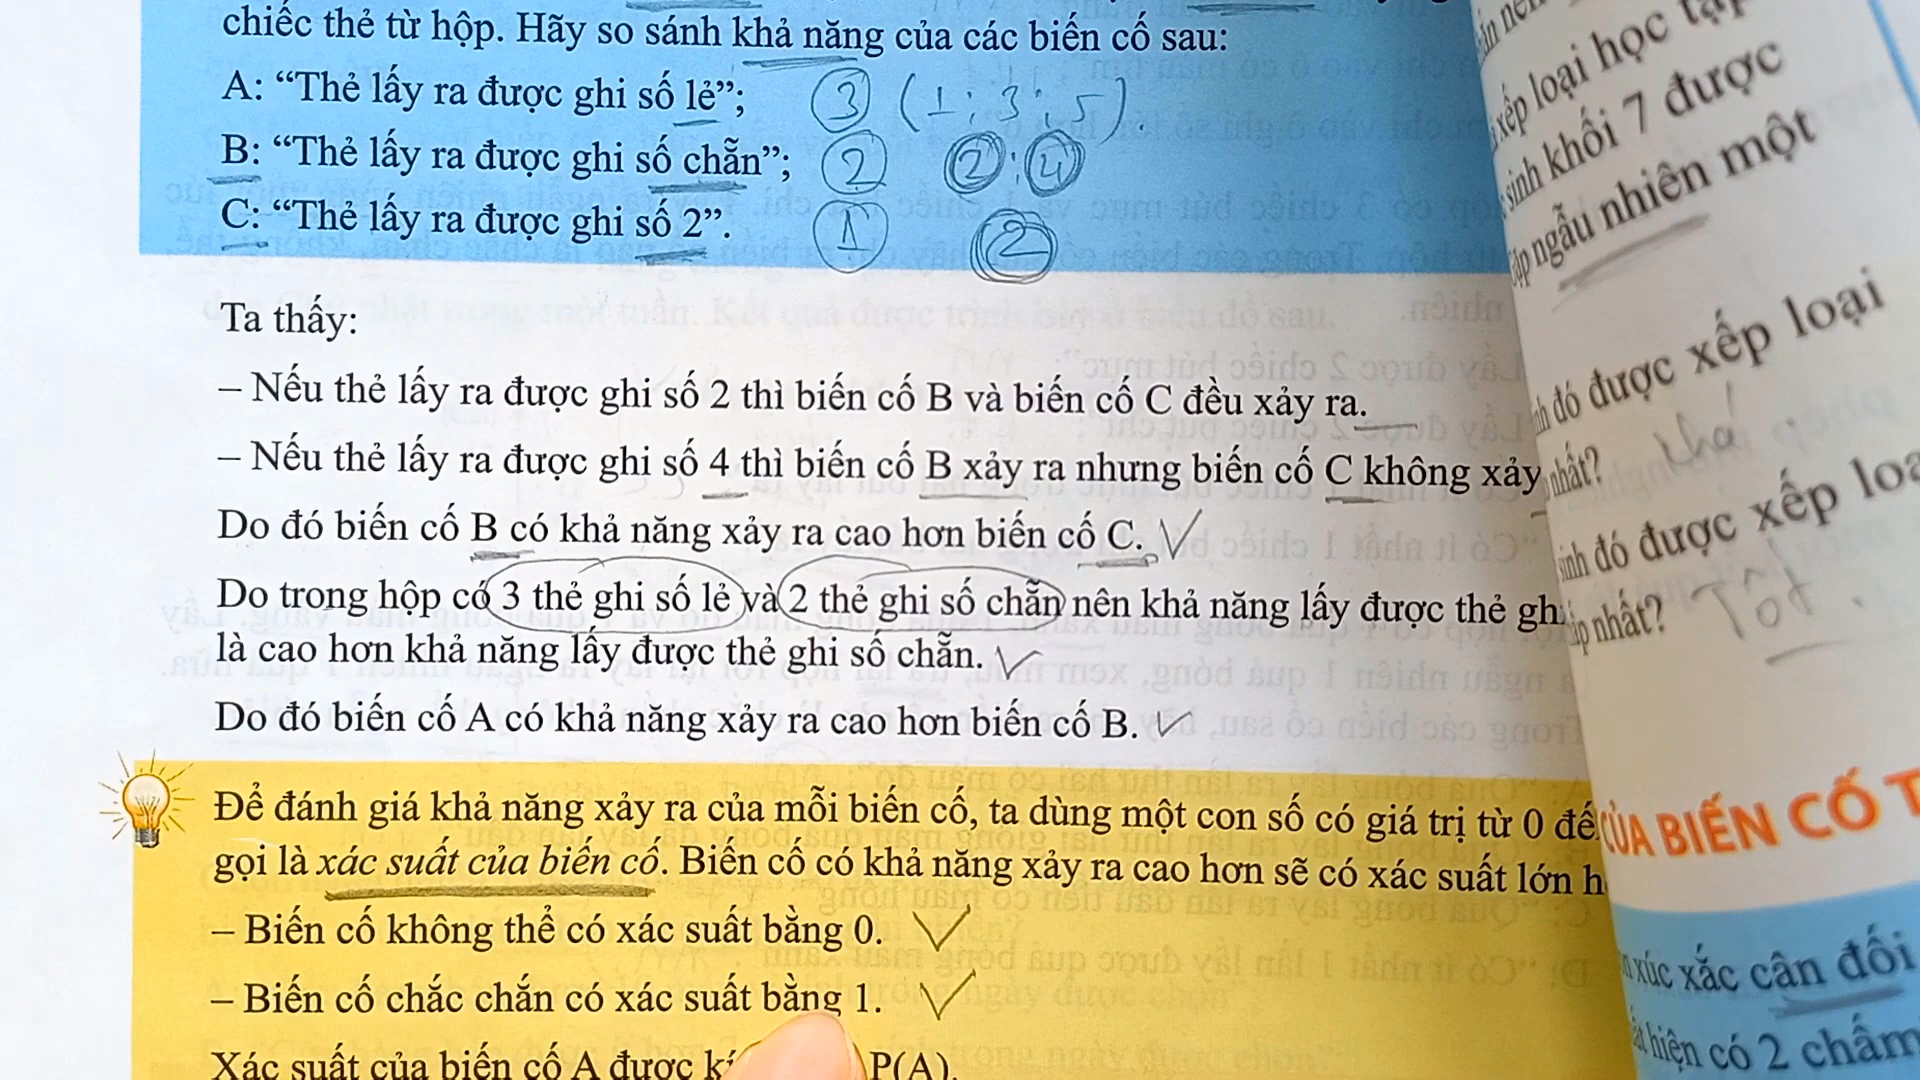 chiếc thẻ từ hộp. Hãy so sánh khả năng của các biến cố sau:
A: “Thẻ lấy ra được ghi số lẻ”; 3 (1; 3; 5).
B: “Thẻ lấy ra được ghi số chẵn”; 2 2; 4
C: “Thẻ lấy ra được ghi số 2”. 1 2
Ta thấy:
– Nếu thẻ lấy ra được ghi số 2 thì biến cố B và biến cố C đều xảy ra.
– Nếu thẻ lấy ra được ghi số 4 thì biến cố B xảy ra nhưng biến cố C không xảy
Do đó biến cố B có khả năng xảy ra cao hơn biến cố C.
Do trong hộp có 3 thẻ ghi số lẻ và 2 thẻ ghi số chẵn nên khả năng lấy được thẻ gh
là cao hơn khả năng lấy được thẻ ghi số chẵn.
Do đó biến cố A có khả năng xảy ra cao hơn biến cố B.
Để đánh giá khả năng xảy ra của mỗi biến cố, ta dùng một con số có giá trị từ 0 đế
gọi là xác suất của biến cố. Biến cố có khả năng xảy ra cao hơn sẽ có xác suất lớn h
– Biến cố không thể có xác suất bằng 0.
– Biến cố chắc chắn có xác suất bằng 1.
Xác suất của biến cố A được kí P(A).
xếp loại học tập
sinh khối 7 được
ngẫu nhiên một
đó được xếp loại
nhất? khá
sinh đó được xếp loạ
nhất? Tốt.
CỦA BIẾN CỐ T
xúc xắc cân đối
hiện có 2 chấm